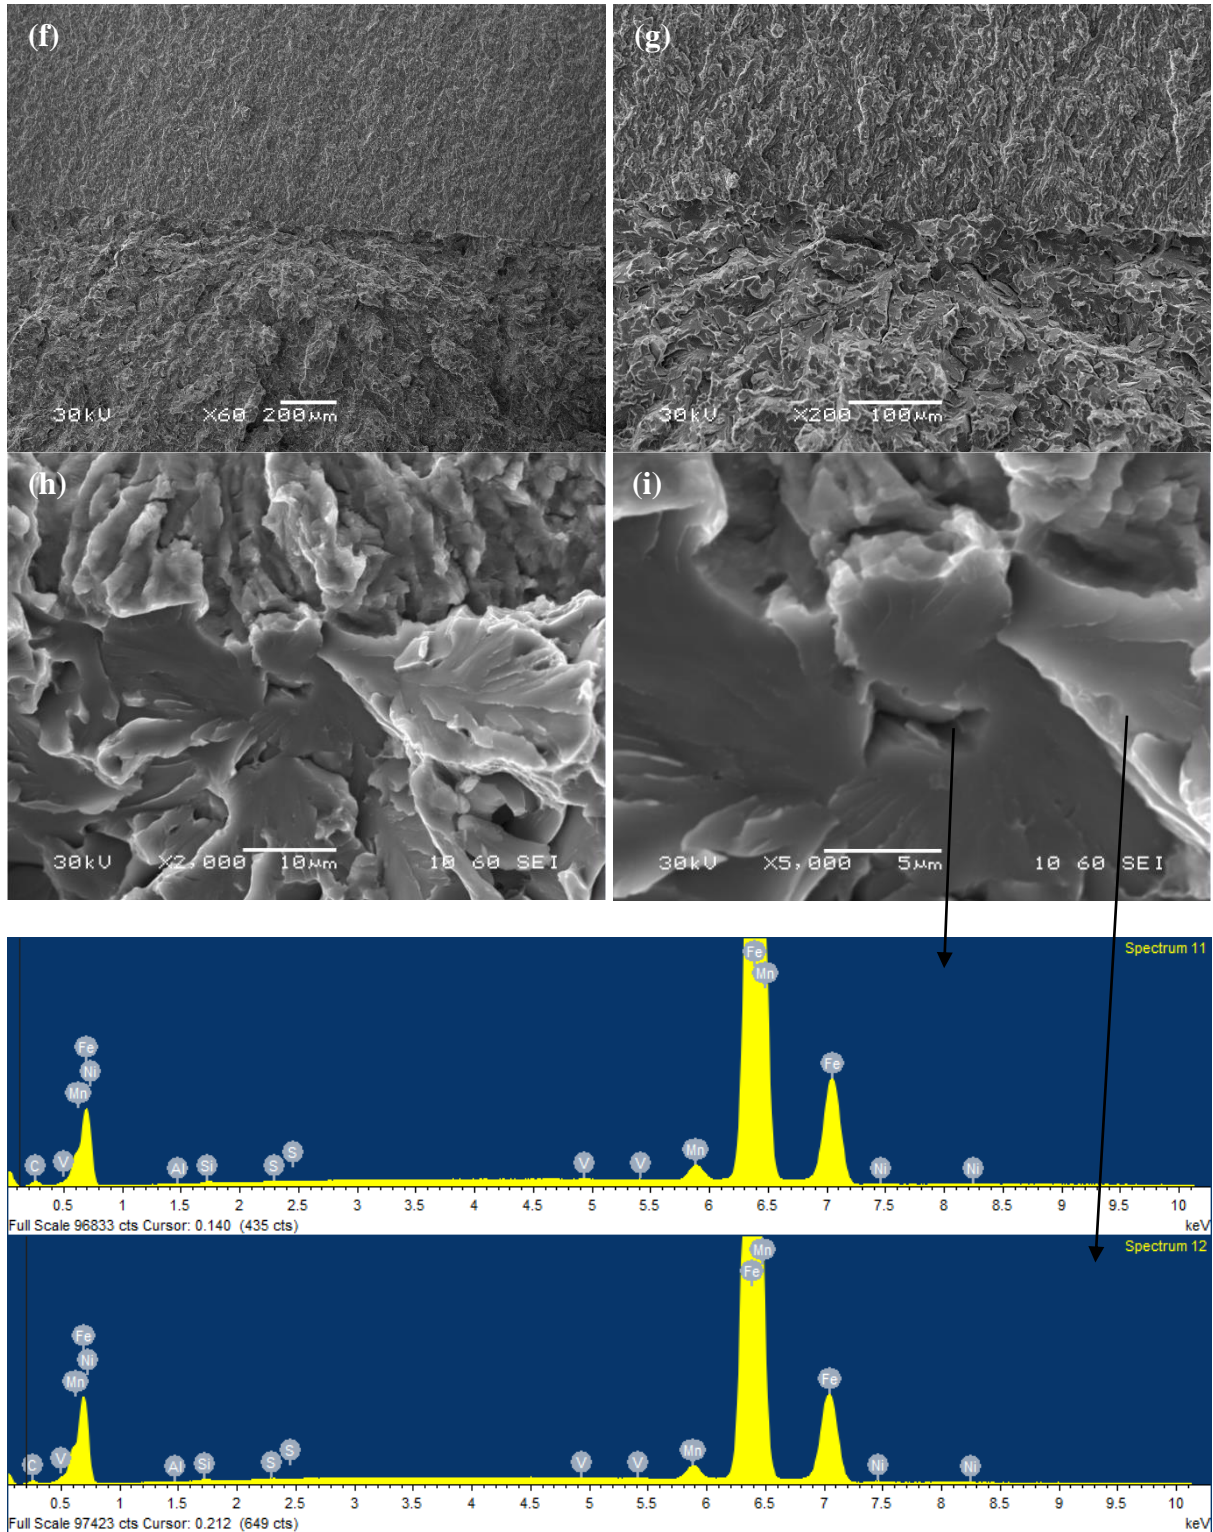 (f)
(g)
30kV X60 200µm
30kV X200 100µm
(h)
(i)
30kV X2,000 10µm 10 60 SEI
30kV X5,000 5µm 10 60 SEI
Spectrum 11
Fe
Mn
Fe
Ni
Mn
Fe
C
V
Al
Si
S
S
V
V
Mn
Ni
Ni
0.5 1 1.5 2 2.5 3 3.5 4 4.5 5 5.5 6 6.5 7 7.5 8 8.5 9 9.5 10
Full Scale 96833 cts Cursor: 0.140 (435 cts) keV
Spectrum 12
Mn
Fe
Fe
Ni
Mn
Fe
C
V
Al
Si
S
S
V
V
Mn
Ni
Ni
0.5 1 1.5 2 2.5 3 3.5 4 4.5 5 5.5 6 6.5 7 7.5 8 8.5 9 9.5 10
Full Scale 97423 cts Cursor: 0.212 (649 cts) keV